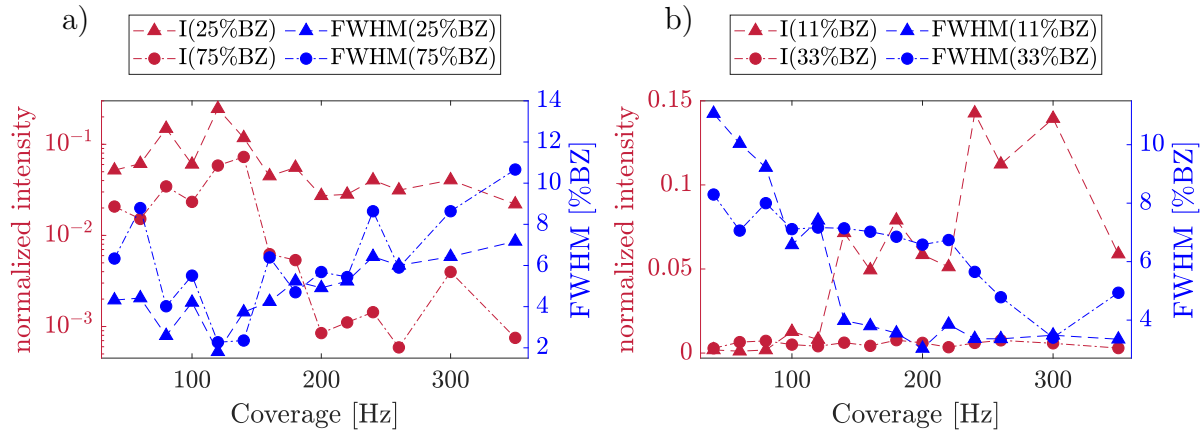 a)
I(25%BZ) FWHM(25%BZ)
I(75%BZ) FWHM(75%BZ)
normalized intensity
10⁻¹
10⁻²
10⁻³
100 200 300
Coverage [Hz]
14
12
10
8
6
4
2
FWHM [%BZ]
b)
I(11%BZ) FWHM(11%BZ)
I(33%BZ) FWHM(33%BZ)
normalized intensity
0.15
0.1
0.05
0
100 200 300
Coverage [Hz]
10
8
6
4
FWHM [%BZ]